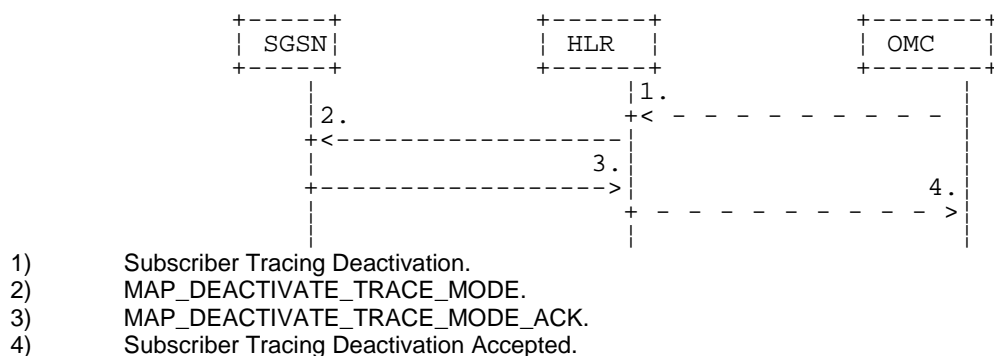 SGSN HLR OMC
1.
2.
3.
4.
1) Subscriber Tracing Deactivation.
2) MAP_DEACTIVATE_TRACE_MODE.
3) MAP_DEACTIVATE_TRACE_MODE_ACK.
4) Subscriber Tracing Deactivation Accepted.